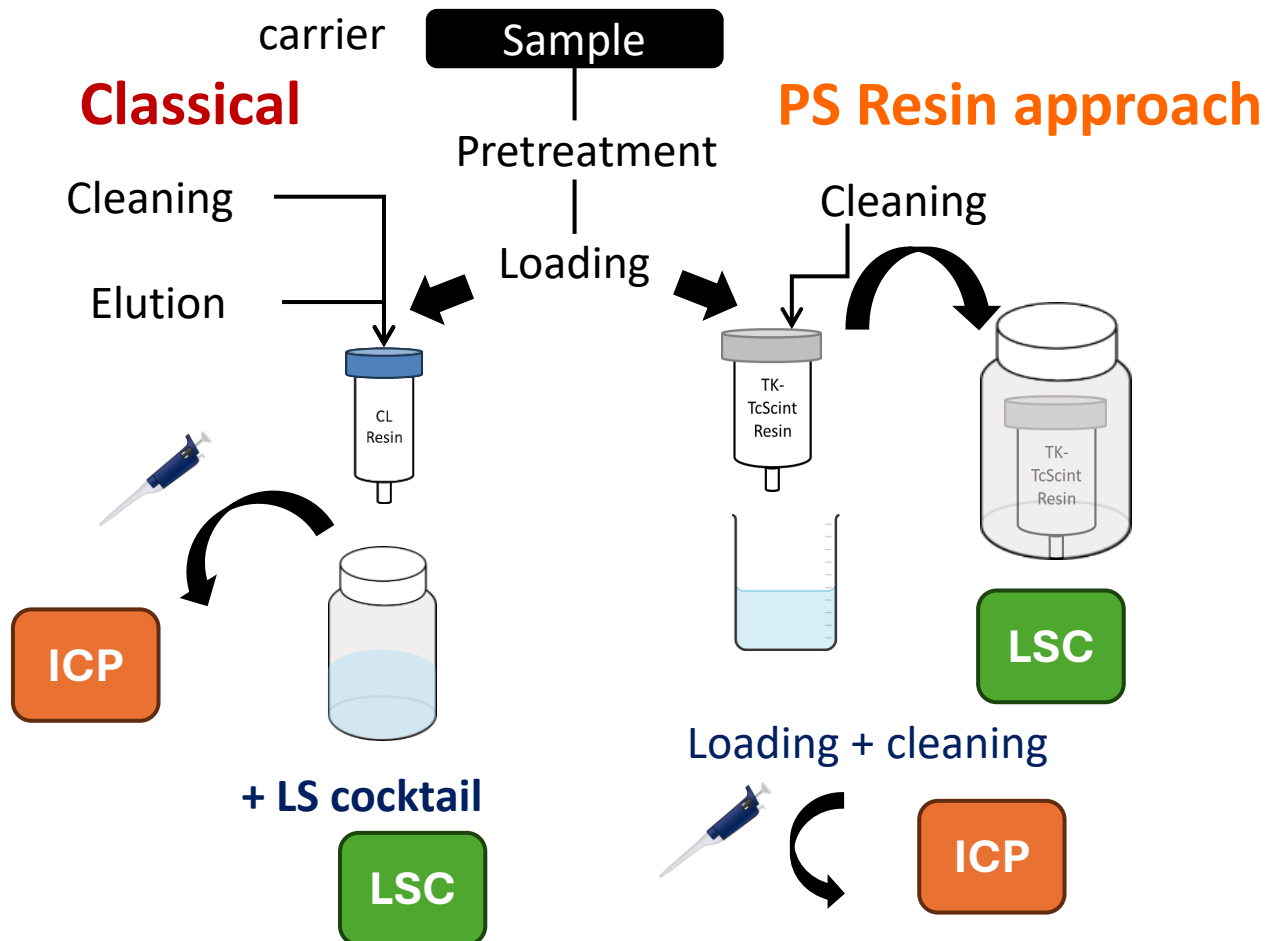 carrier
Sample
Classical
PS Resin approach
Pretreatment
Cleaning
Cleaning
Loading
Elution
CL
Resin
TK-
TcScint
Resin
TK-
TcScint
Resin
ICP
LSC
Loading + cleaning
+ LS cocktail
ICP
LSC